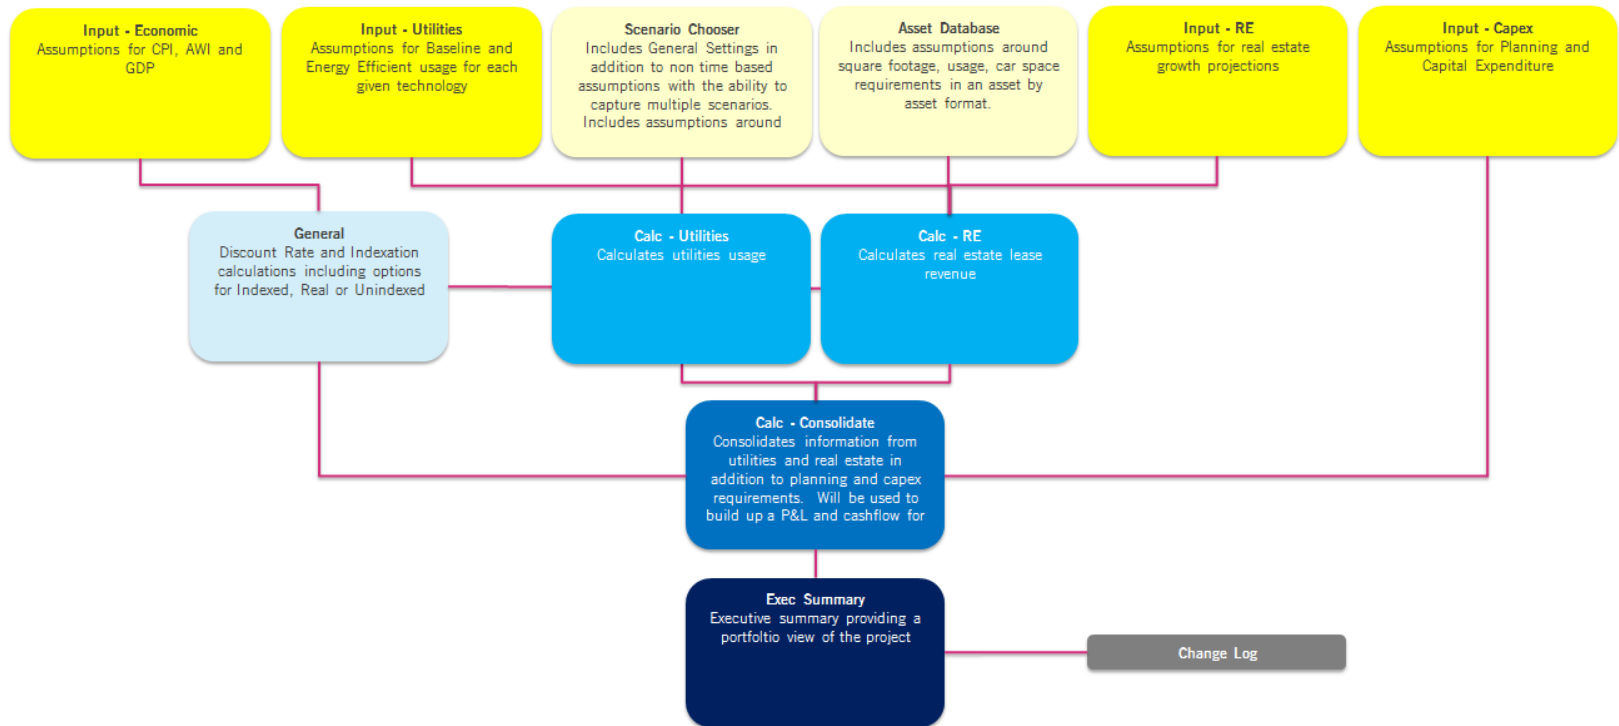 Input - Economic
Assumptions for CPI, AWI and
GDP
Input - Utilities
Assumptions for Baseline and
Energy Efficient usage for each
given technology
Scenario Chooser
Includes General Settings in
addition to non time based
assumptions with the ability to
capture multiple scenarios.
Includes assumptions around
Asset Database
Includes assumptions around
square footage, usage, car space
requirements in an asset by
asset format.
Input - RE
Assumptions for real estate
growth projections
Input - Capex
Assumptions for Planning and
Capital Expenditure
General
Discount Rate and Indexation
calculations including options
for Indexed, Real or Unindexed
Calc - Utilities
Calculates utilities usage
Calc - RE
Calculates real estate lease
revenue
Calc - Consolidate
Consolidates information from
utilities and real estate in
addition to planning and capex
requirements. Will be used to
build up a P&L and cashflow for
Exec Summary
Executive summary providing a
portfoltio view of the project
Change Log